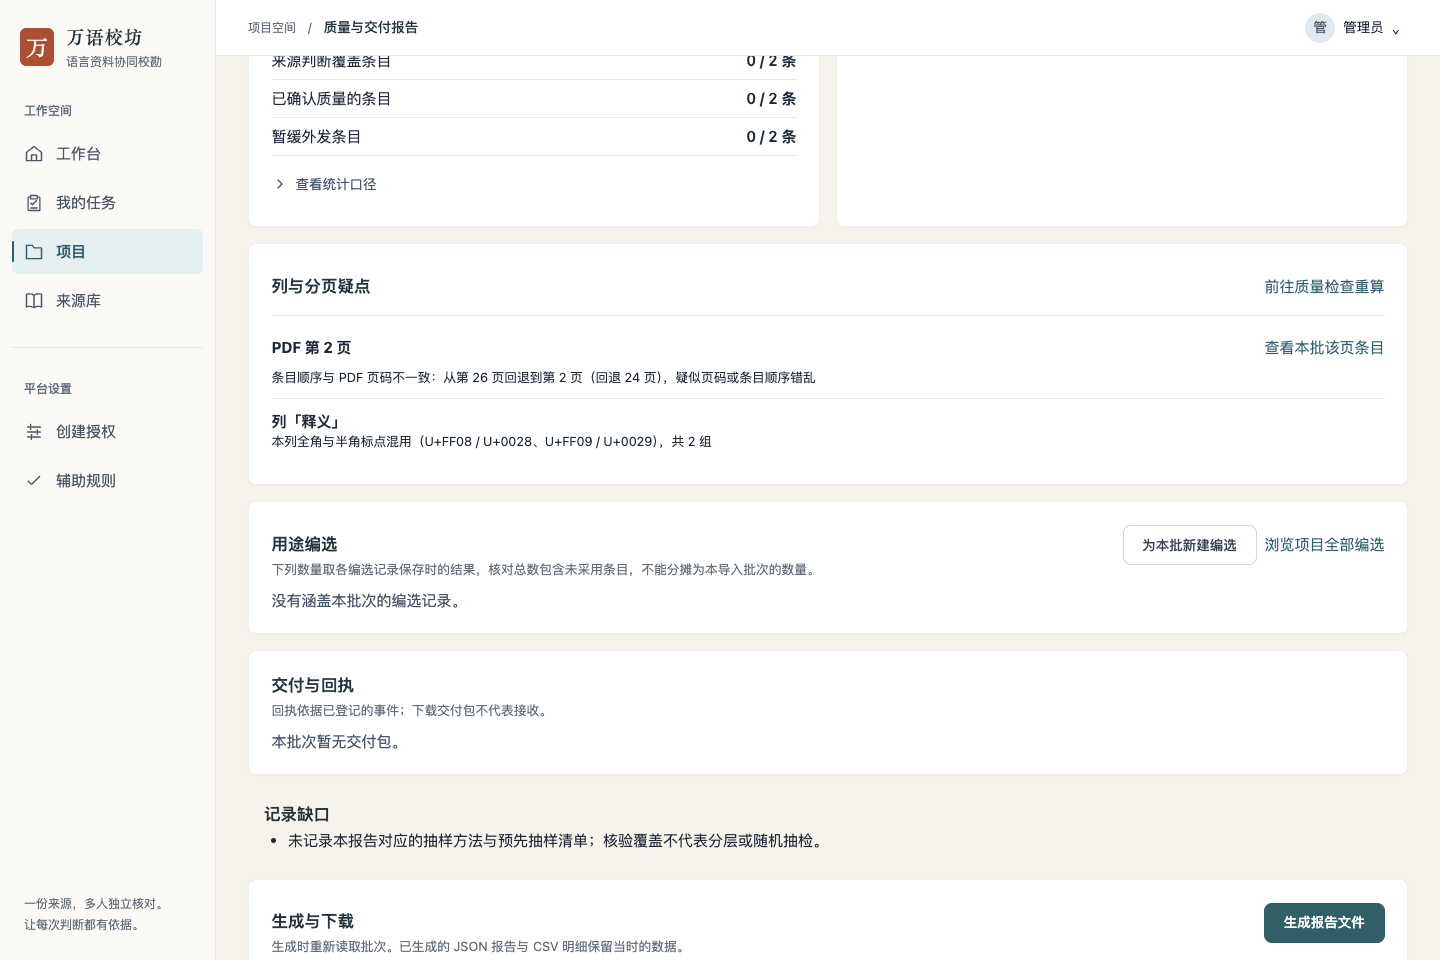 万
万语校坊
语言资料协同校勘
工作空间
工作台
我的任务
项目
来源库
平台设置
创建授权
辅助规则
一份来源，多人独立核对。
让每次判断都有依据。
项目空间 / 质量与交付报告
管 管理员
来源判断覆盖条目 0 / 2 条
已确认质量的条目 0 / 2 条
暂缓外发条目 0 / 2 条
查看统计口径
列与分页疑点 前往质量检查重算
PDF 第 2 页 查看本批该页条目
条目顺序与 PDF 页码不一致：从第 26 页回退到第 2 页（回退 24 页），疑似页码或条目顺序错乱
列「释义」
本列全角与半角标点混用（U+FF08 / U+0028、U+FF09 / U+0029），共 2 组
用途编选 为本批新建编选 浏览项目全部编选
下列数量取各编选记录保存时的结果，核对总数包含未采用条目，不能分摊为本导入批次的数量。
没有涵盖本批次的编选记录。
交付与回执
回执依据已登记的事件；下载交付包不代表接收。
本批次暂无交付包。
记录缺口
• 未记录本报告对应的抽样方法与预先抽样清单；核验覆盖不代表分层或随机抽检。
生成与下载 生成报告文件
生成时重新读取批次。已生成的 JSON 报告与 CSV 明细保留当时的数据。